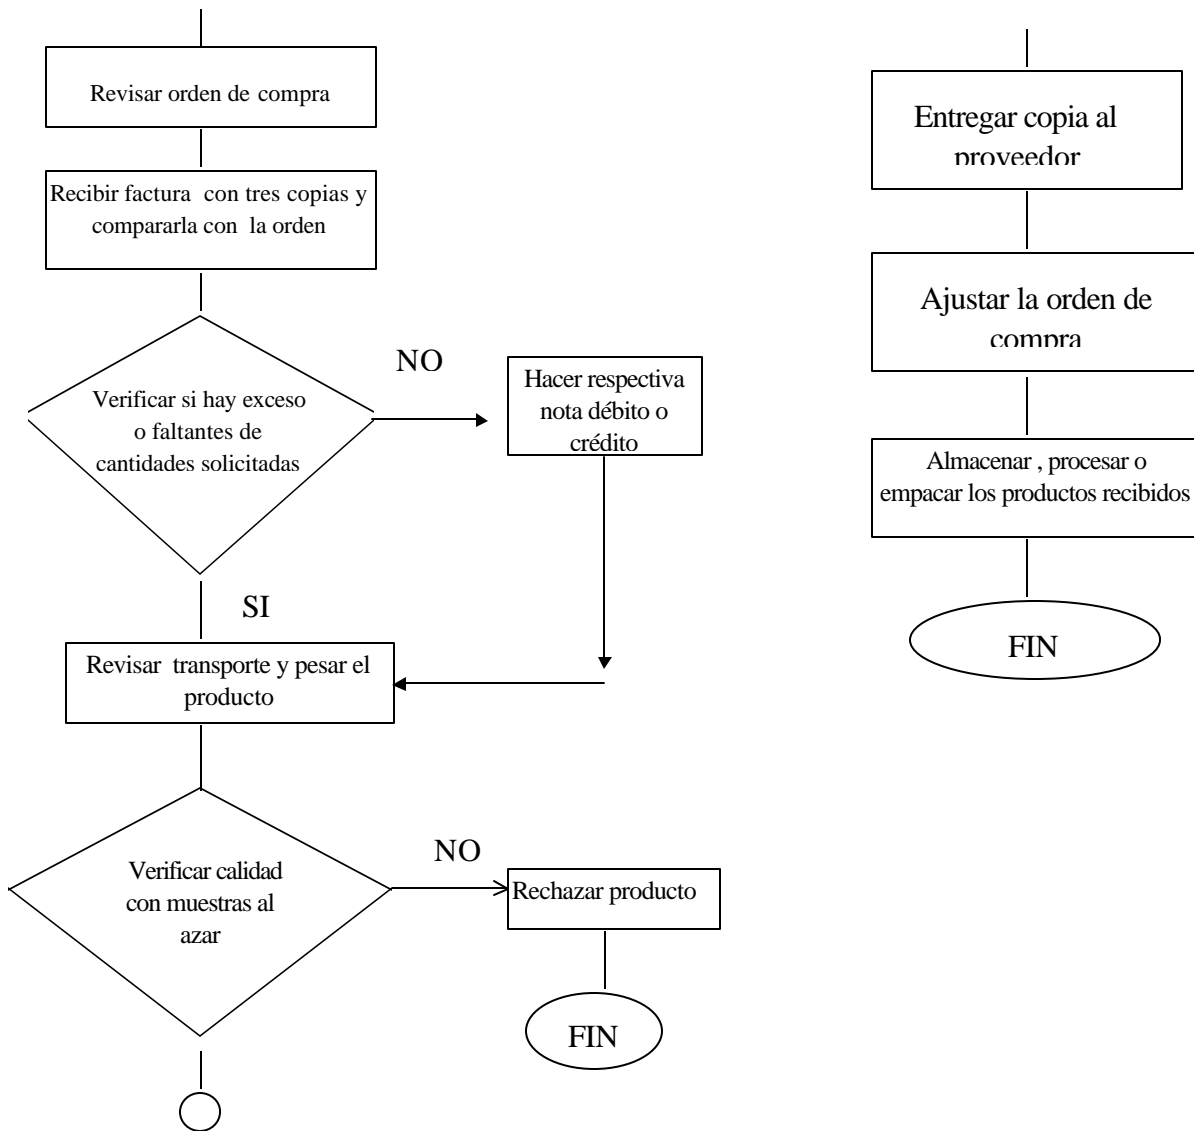 Revisar orden de compra
Recibir factura con tres copias y
compararla con la orden
Verificar si hay exceso
o faltantes de
cantidades solicitadas
NO
Hacer respectiva
nota débito o
crédito
SI
Revisar transporte y pesar el
producto
Verificar calidad
con muestras al
azar
NO
Rechazar producto
FIN
Entregar copia al
proveedor
Ajustar la orden de
compra
Almacenar , procesar o
empacar los productos recibidos
FIN